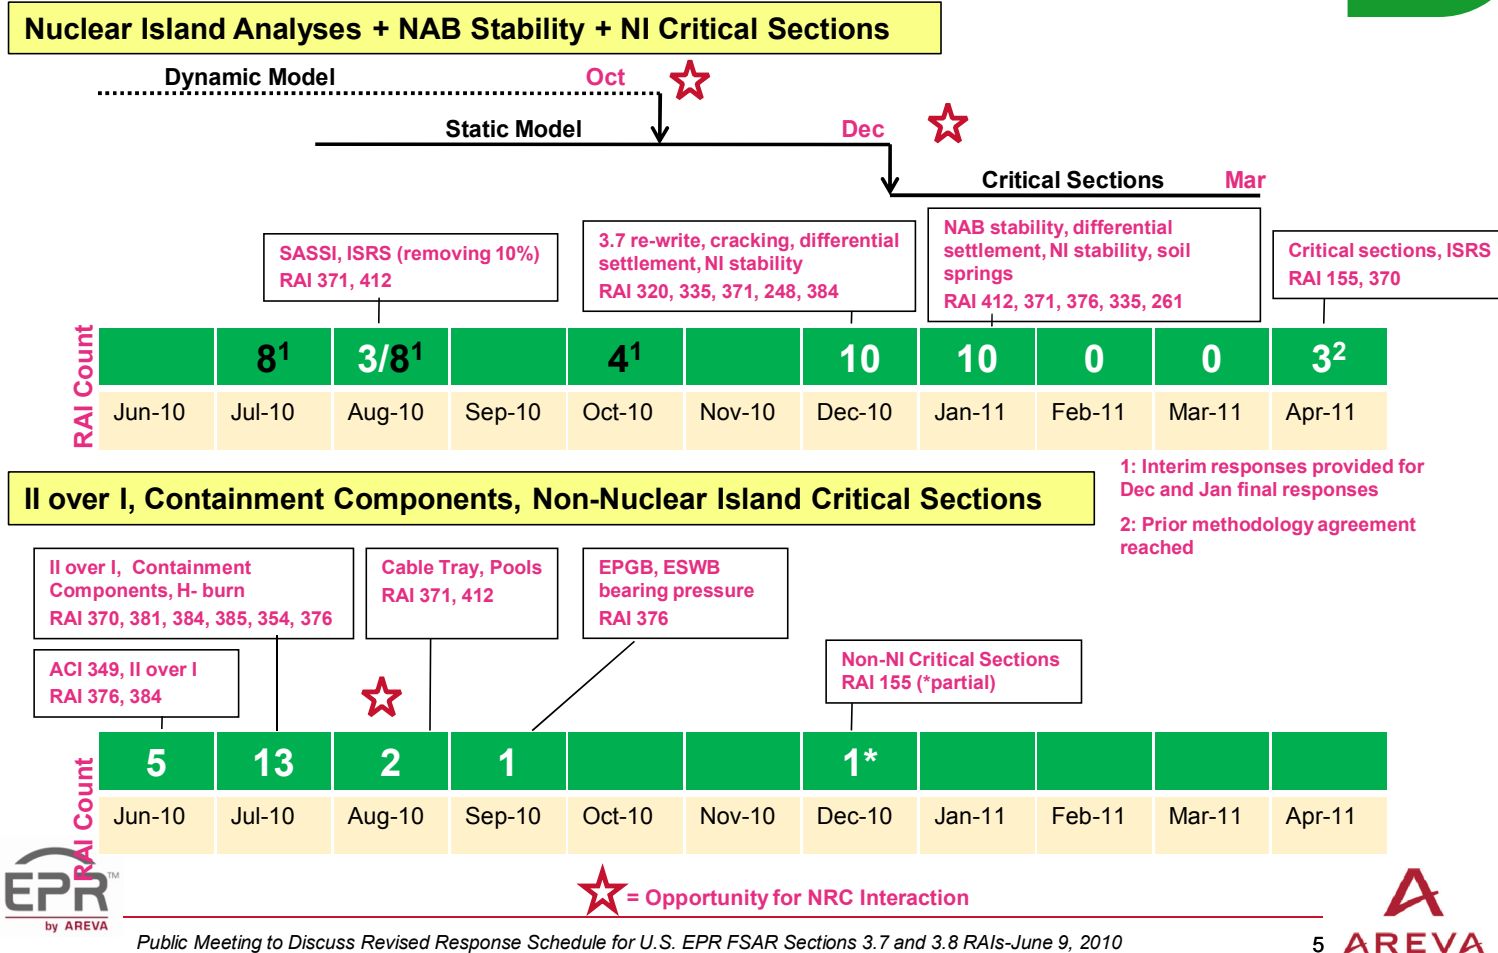 Nuclear Island Analyses + NAB Stability + NI Critical Sections
Dynamic Model
Oct
Static Model
Dec
Critical Sections
Mar
SASSI, ISRS (removing 10%)
RAI 371, 412
3.7 re-write, cracking, differential
settlement, NI stability
RAI 320, 335, 371, 248, 384
NAB stability, differential
settlement, NI stability, soil
springs
RAI 412, 371, 376, 335, 261
Critical sections, ISRS
RAI 155, 370
RAI Count
8¹ 3/8¹ 4¹ 10 10 0 0 3²
Jun-10 Jul-10 Aug-10 Sep-10 Oct-10 Nov-10 Dec-10 Jan-11 Feb-11 Mar-11 Apr-11
1: Interim responses provided for
Dec and Jan final responses
2: Prior methodology agreement
reached
II over I, Containment Components, Non-Nuclear Island Critical Sections
II over I, Containment
Components, H- burn
RAI 370, 381, 384, 385, 354, 376
Cable Tray, Pools
RAI 371, 412
EPGB, ESWB
bearing pressure
RAI 376
ACI 349, II over I
RAI 376, 384
Non-NI Critical Sections
RAI 155 (*partial)
RAI Count
5 13 2 1 1*
Jun-10 Jul-10 Aug-10 Sep-10 Oct-10 Nov-10 Dec-10 Jan-11 Feb-11 Mar-11 Apr-11
EPR™
by AREVA
= Opportunity for NRC Interaction
Public Meeting to Discuss Revised Response Schedule for U.S. EPR FSAR Sections 3.7 and 3.8 RAIs-June 9, 2010
5
AREVA